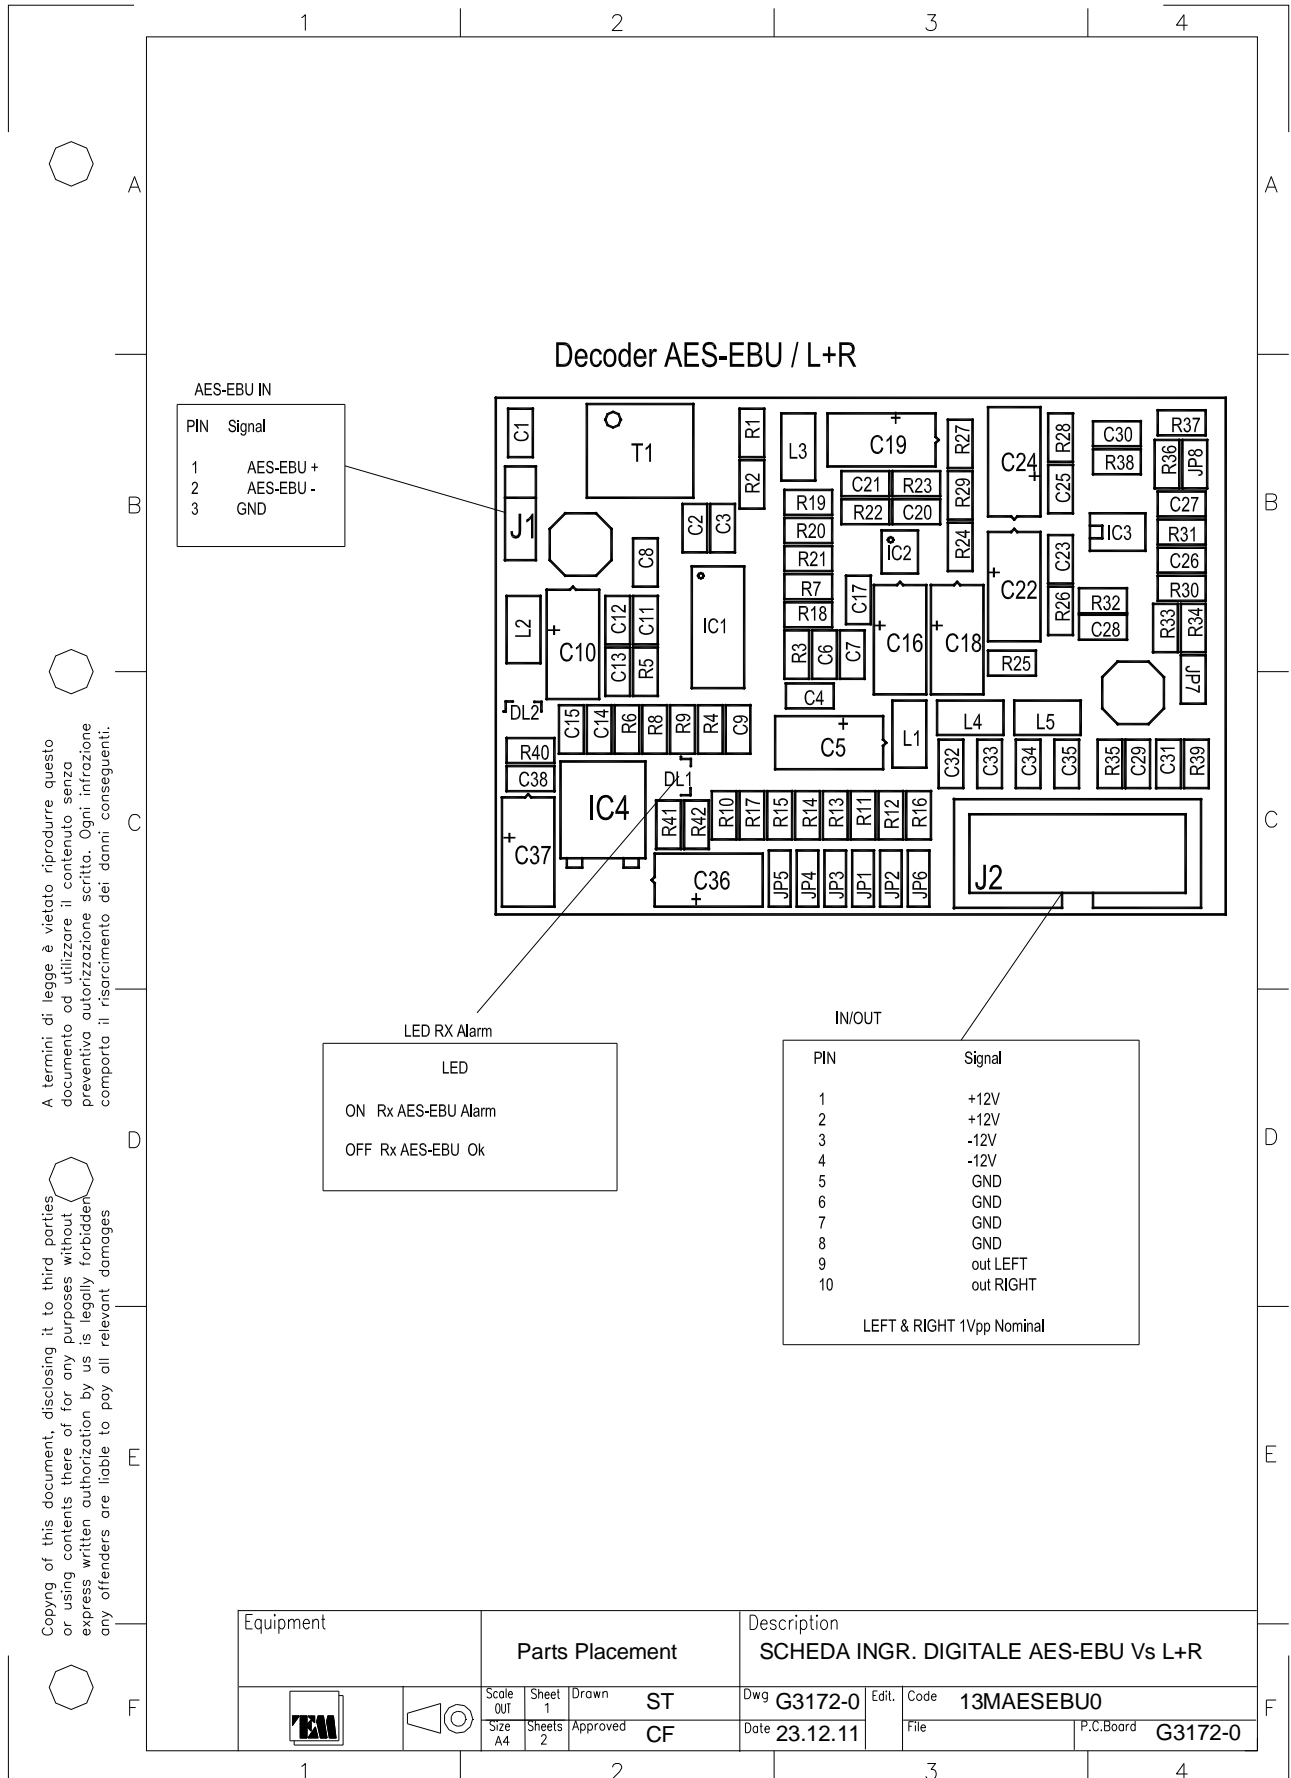 1 2 3 4
A A
B B
C C
D D
E E
F F
Decoder AES-EBU / L+R
AES-EBU IN
PIN Signal
1 AES-EBU +
2 AES-EBU -
3 GND
C1
T1
R1
R2
L3
C19
R27
C24
R28
C30
R37
R38
R36
JP8
C21
R23
R29
C25
R19
R22
C20
C27
J1
C2
C3
R20
IC2
R24
IC3
R31
C8
R21
C23
C26
R7
C17
C22
R30
L2
C10
C12
C11
IC1
R18
C16
C18
R26
R32
R33
R34
C28
C13
R5
R3
C6
C7
R25
JP7
C4
DL2
C15
C14
R6
R8
R9
R4
C9
C5
L1
L4
L5
R40
C32
C33
C34
C35
R35
C29
C31
R39
C38
IC4
DL1
C37
R41
R42
R10
R17
R15
R14
R13
R11
R12
R16
C36
JP5
JP4
JP3
JP1
JP2
JP6
J2
LED RX Alarm
LED
ON Rx AES-EBU Alarm
OFF Rx AES-EBU Ok
IN/OUT
PIN Signal
1 +12V
2 +12V
3 -12V
4 -12V
5 GND
6 GND
7 GND
8 GND
9 out LEFT
10 out RIGHT
LEFT & RIGHT 1Vpp Nominal
A termini di legge è vietato riprodurre questo
documento od utilizzare il contenuto senza
preventiva autorizzazione scritta. Ogni infrazione
comporta il risarcimento dei danni conseguenti.
Copyng of this document, disclosing it to third parties
or using contents there of for any purposes without
express written authorization by us is legally forbidden
any offenders are liable to pay all relevant damages
Equipment
Parts Placement
Description
SCHEDA INGR. DIGITALE AES-EBU Vs L+R
TEM
Scale OUT
Sheet 1
Drawn ST
Dwg G3172-0
Edit.
Code 13MAESEBU0
Size A4
Sheets 2
Approved CF
Date 23.12.11
File
P.C.Board G3172-0
1 2 3 4